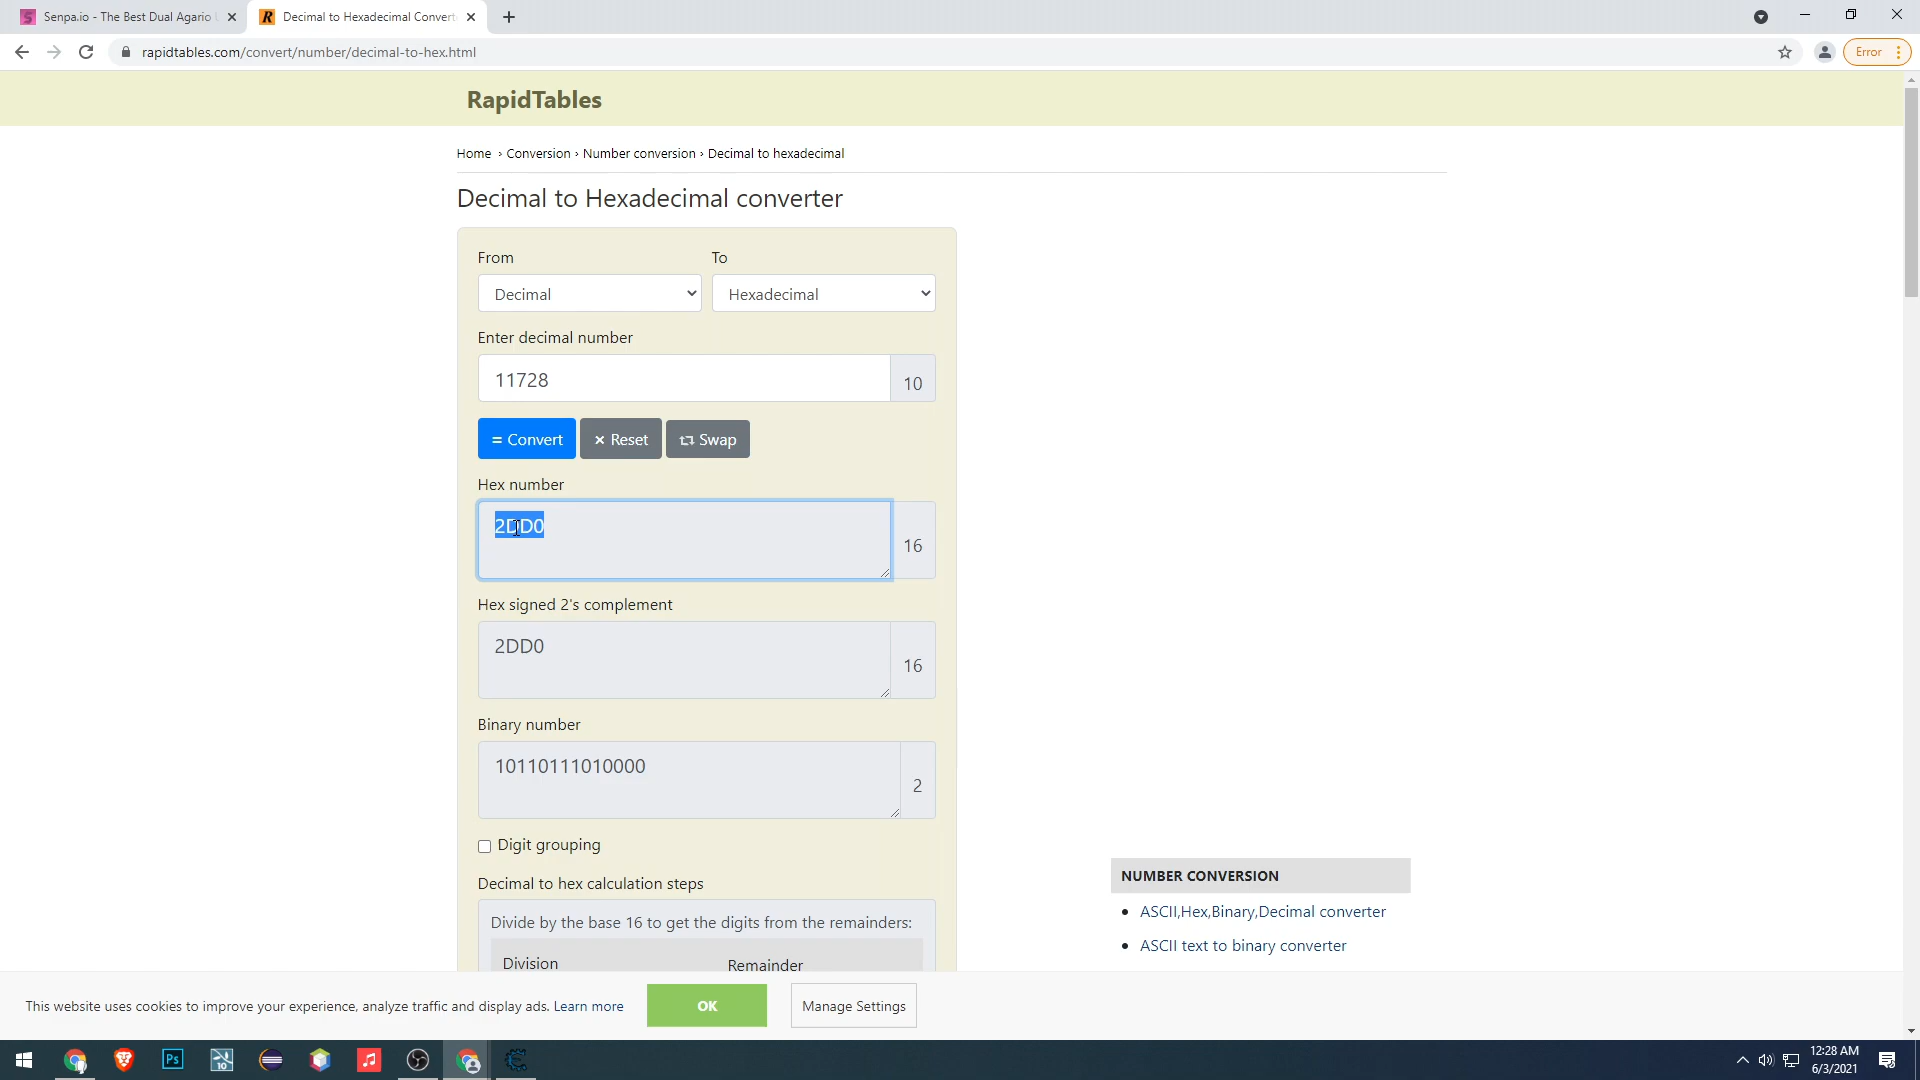 Senpa.io - The Best Dual Agario
Decimal to Hexadecimal Convert
rapidtables.com/convert/number/decimal-to-hex.html
Error
RapidTables
Home › Conversion › Number conversion › Decimal to hexadecimal
Decimal to Hexadecimal converter
From
To
Decimal
Hexadecimal
Enter decimal number
11728
10
= Convert
× Reset
Swap
Hex number
2DD0
16
Hex signed 2's complement
2DD0
16
Binary number
10110111010000
2
Digit grouping
Decimal to hex calculation steps
Divide by the base 16 to get the digits from the remainders:
Division
Remainder
NUMBER CONVERSION
• ASCII,Hex,Binary,Decimal converter
• ASCII text to binary converter
This website uses cookies to improve your experience, analyze traffic and display ads. Learn more
OK
Manage Settings
Ps
10
12:28 AM
6/3/2021